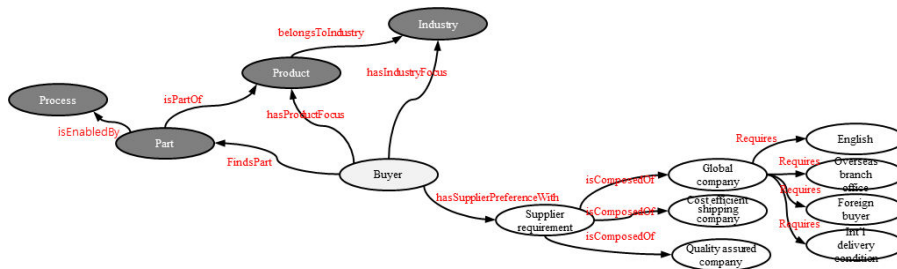 Industry
belongsToIndustry
Product
hasIndustryFocus
Process
isPartOf
hasProductFocus
isEnabledBy
Part
FindsPart
Buyer
hasSupplierPreferenceWith
Supplier
requirement
isComposedOf
isComposedOf
isComposedOf
Global
company
Cost efficient
shipping
company
Quality assured
company
Requires
Requires
Requires
Requires
English
Overseas
branch
office
Foreign
buyer
Int'l
delivery
condition